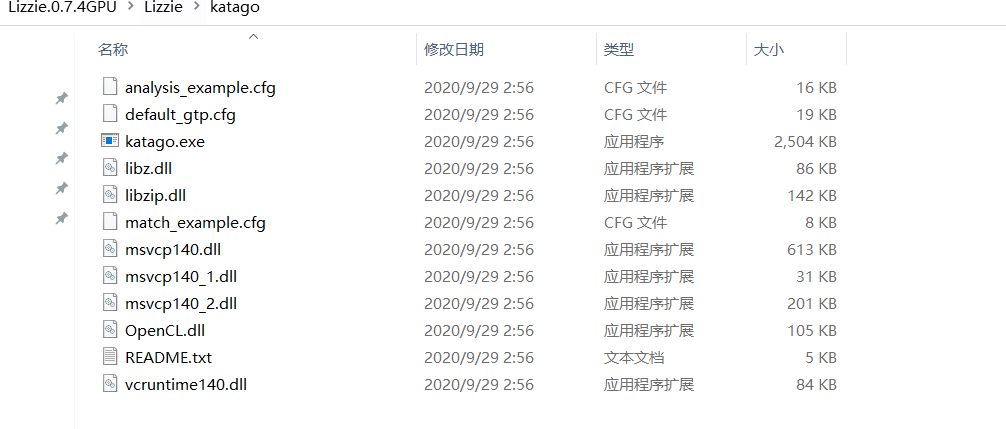 Lizzie.0.7.4GPU > Lizzie > katago
名称 修改日期 类型 大小
analysis_example.cfg 2020/9/29 2:56 CFG 文件 16 KB
default_gtp.cfg 2020/9/29 2:56 CFG 文件 19 KB
katago.exe 2020/9/29 2:56 应用程序 2,504 KB
libz.dll 2020/9/29 2:56 应用程序扩展 86 KB
libzip.dll 2020/9/29 2:56 应用程序扩展 142 KB
match_example.cfg 2020/9/29 2:56 CFG 文件 8 KB
msvcp140.dll 2020/9/29 2:56 应用程序扩展 613 KB
msvcp140_1.dll 2020/9/29 2:56 应用程序扩展 31 KB
msvcp140_2.dll 2020/9/29 2:56 应用程序扩展 201 KB
OpenCL.dll 2020/9/29 2:56 应用程序扩展 105 KB
README.txt 2020/9/29 2:56 文本文档 5 KB
vcruntime140.dll 2020/9/29 2:56 应用程序扩展 84 KB